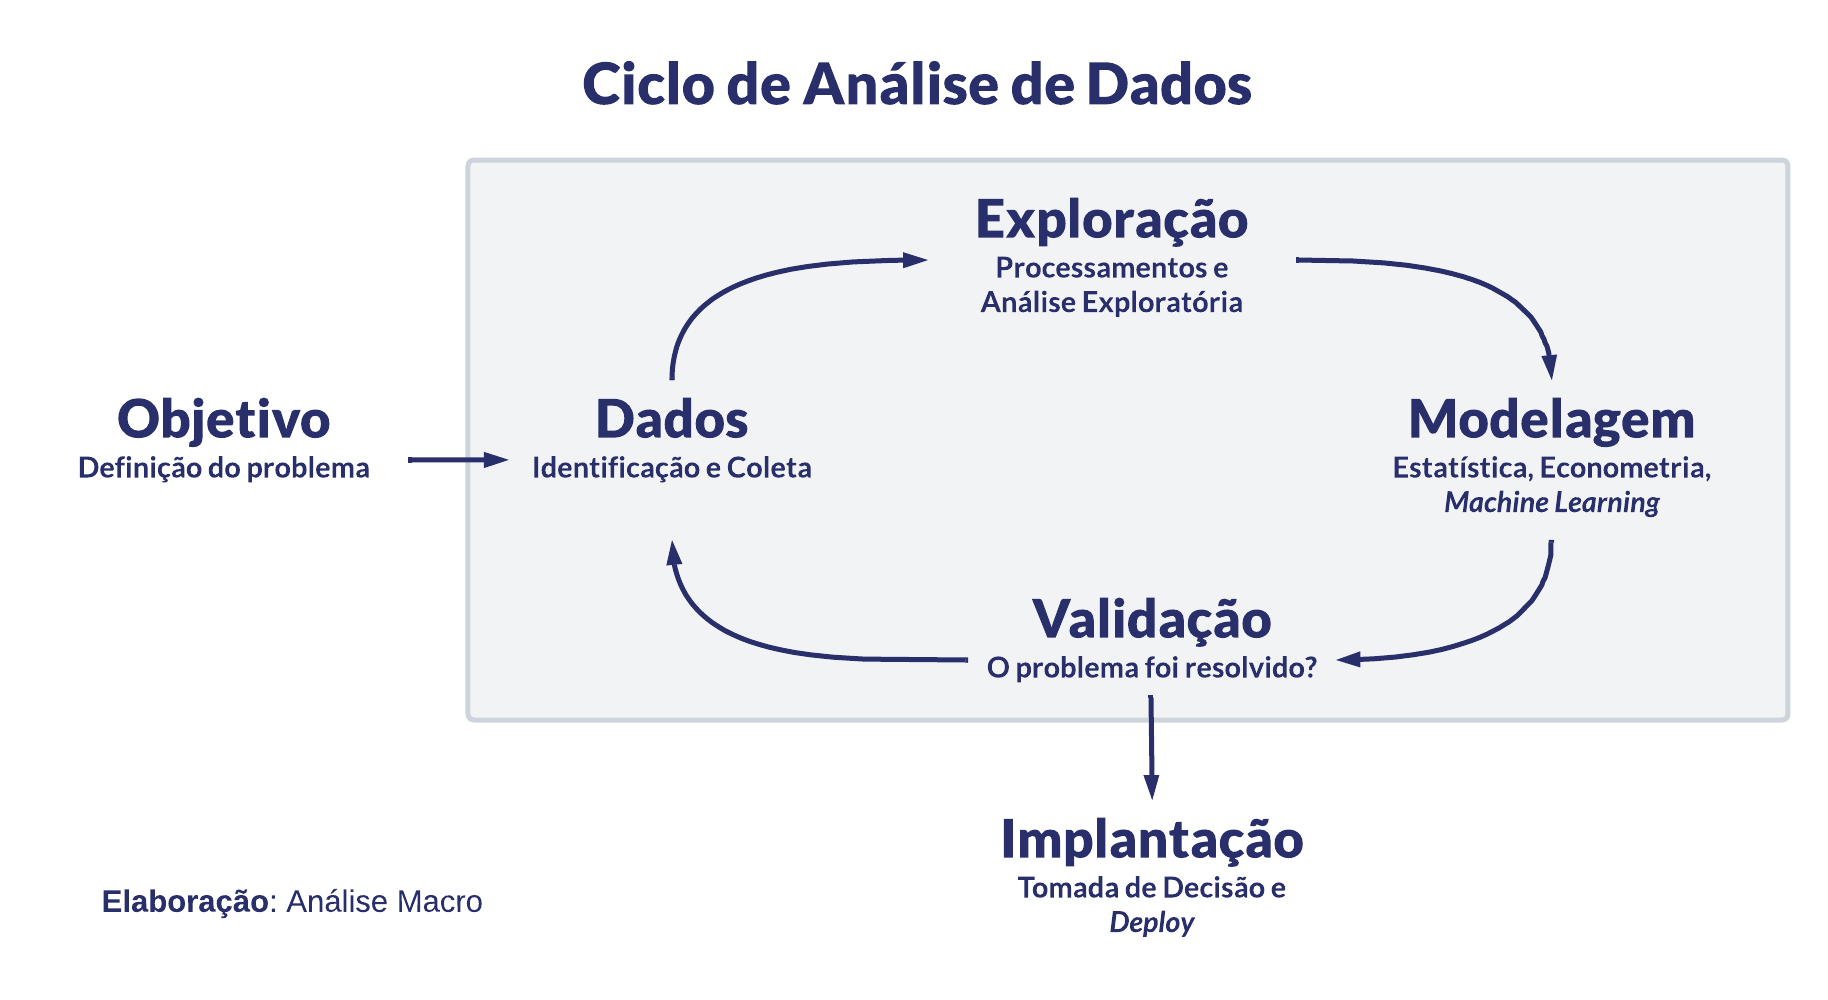 Ciclo de Análise de Dados
Exploração
Processamentos e
Análise Exploratória
Objetivo
Definição do problema
Dados
Identificação e Coleta
Modelagem
Estatística, Econometria,
Machine Learning
Validação
O problema foi resolvido?
Implantação
Tomada de Decisão e
Deploy
Elaboração: Análise Macro